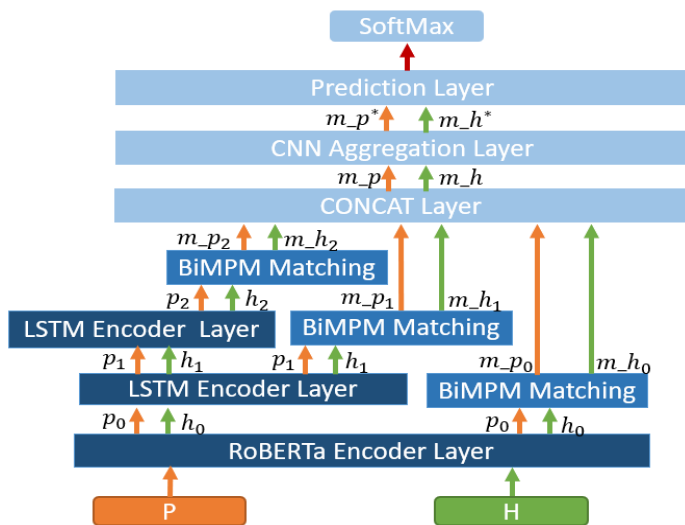 SoftMax
Prediction Layer
m_p* m_h*
CNN Aggregation Layer
m_p m_h
CONCAT Layer
m_p₂ m_h₂
BiMPM Matching
p₂ h₂ m_p₁ m_h₁
LSTM Encoder Layer BiMPM Matching
p₁ h₁ p₁ h₁ m_p₀ m_h₀
LSTM Encoder Layer BiMPM Matching
p₀ h₀ p₀ h₀
RoBERTa Encoder Layer
P H